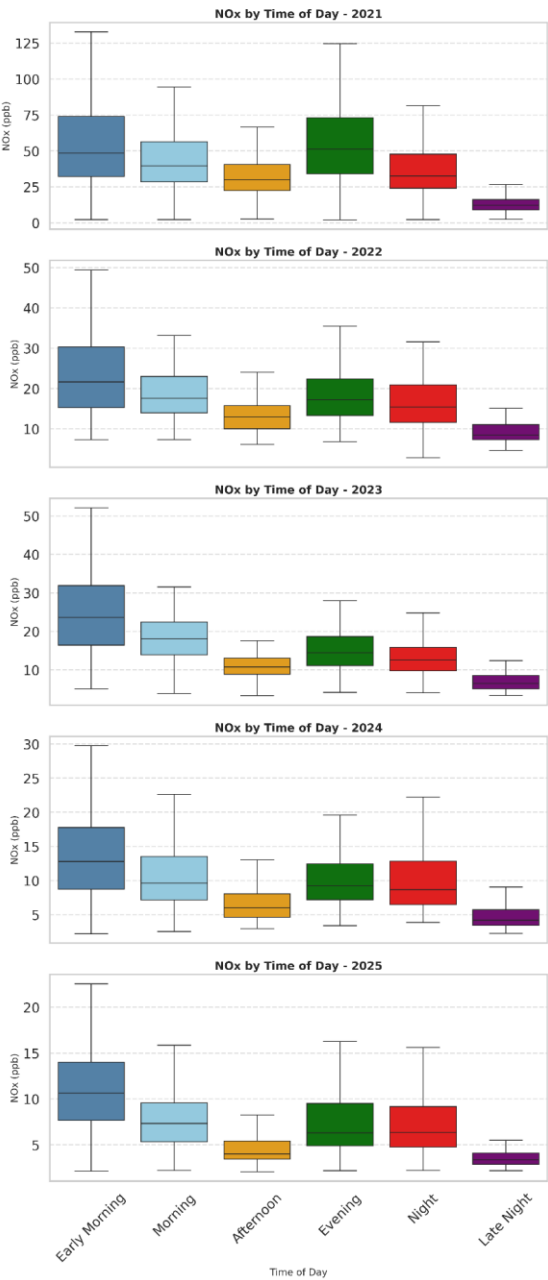 NOx by Time of Day - 2021
NOx (ppb)
125
100
75
50
25
0
NOx by Time of Day - 2022
NOx (ppb)
50
40
30
20
10
NOx by Time of Day - 2023
NOx (ppb)
50
40
30
20
10
NOx by Time of Day - 2024
NOx (ppb)
30
25
20
15
10
5
NOx by Time of Day - 2025
NOx (ppb)
20
15
10
5
Early Morning
Morning
Afternoon
Evening
Night
Late Night
Time of Day